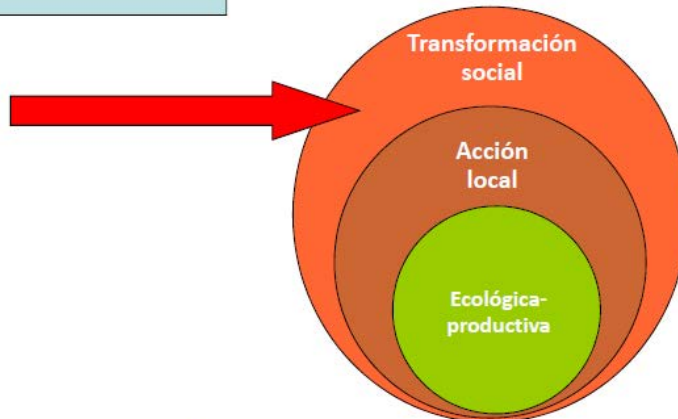 Transformación
social
Acción
local
Ecológica-
productiva